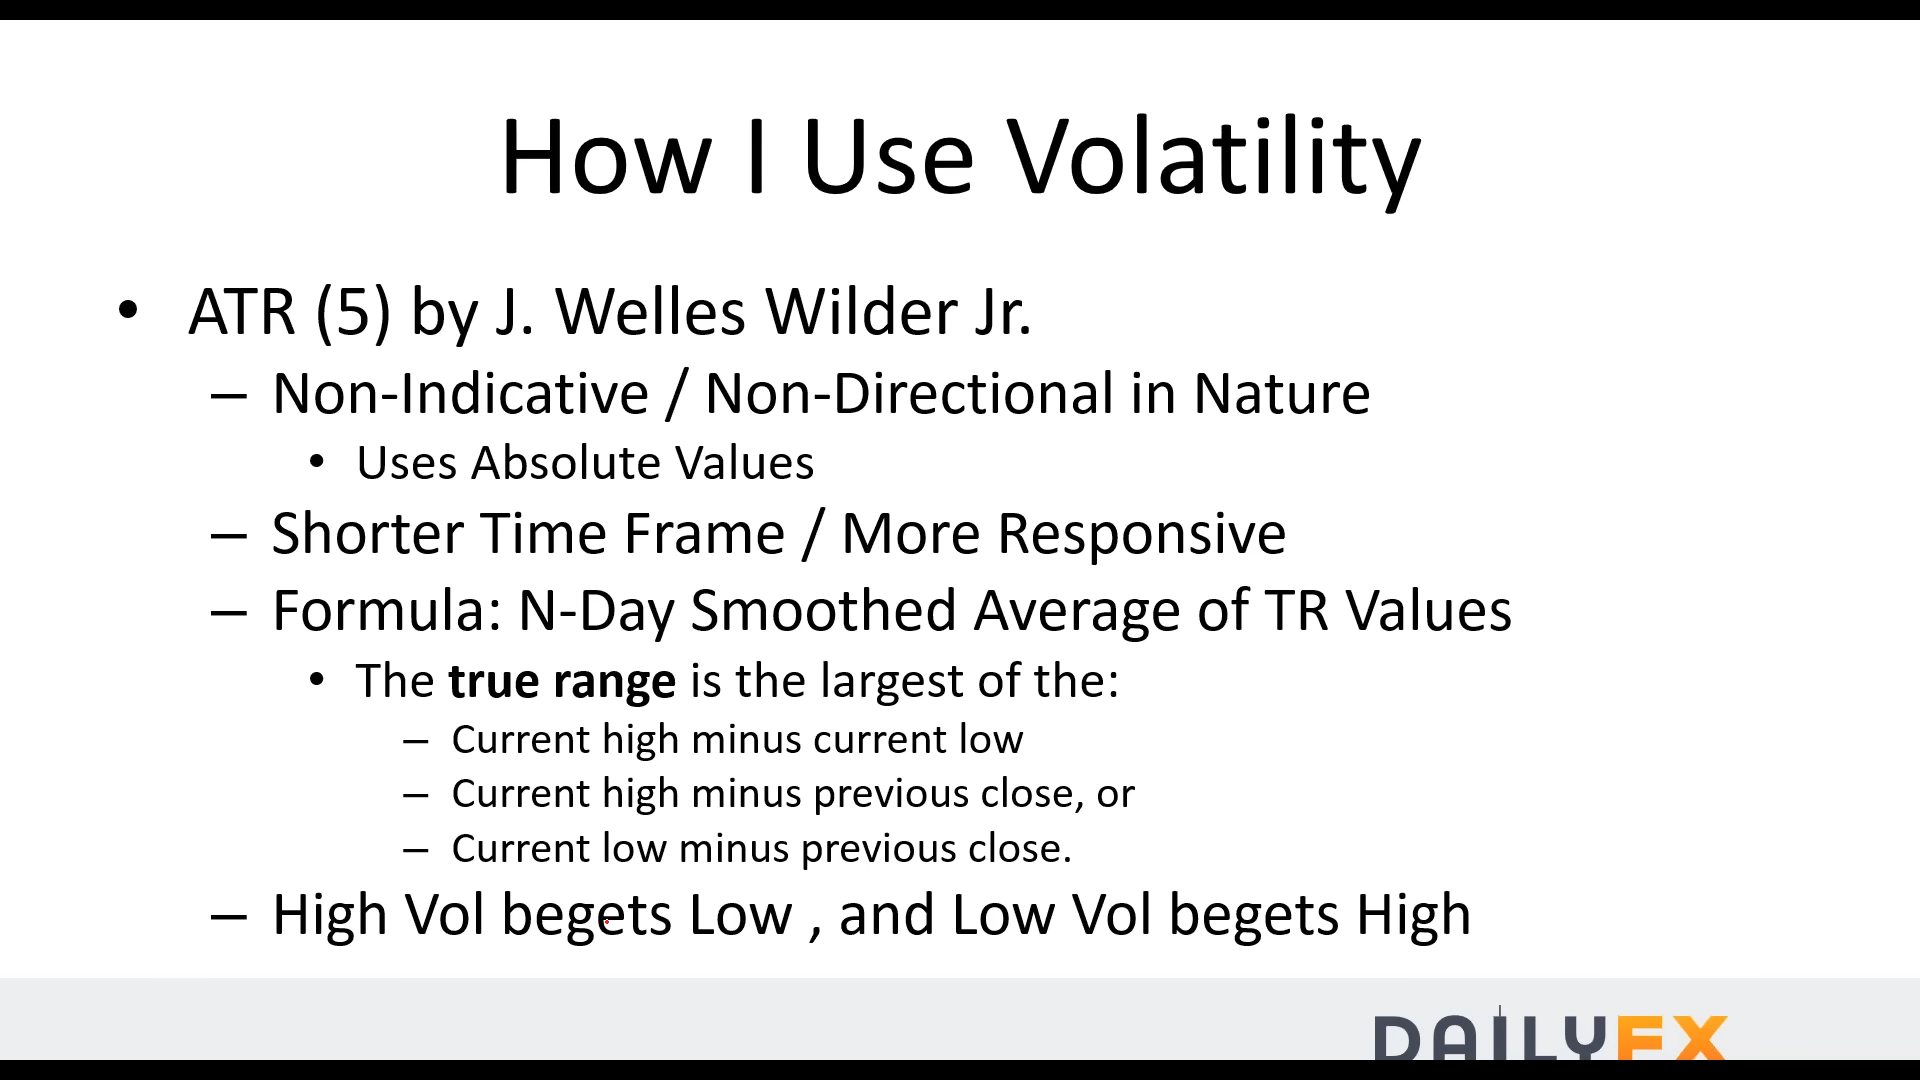 How I Use Volatility
• ATR (5) by J. Welles Wilder Jr.
– Non-Indicative / Non-Directional in Nature
• Uses Absolute Values
– Shorter Time Frame / More Responsive
– Formula: N-Day Smoothed Average of TR Values
• The true range is the largest of the:
– Current high minus current low
– Current high minus previous close, or
– Current low minus previous close.
– High Vol begets Low , and Low Vol begets High
DAILYFX